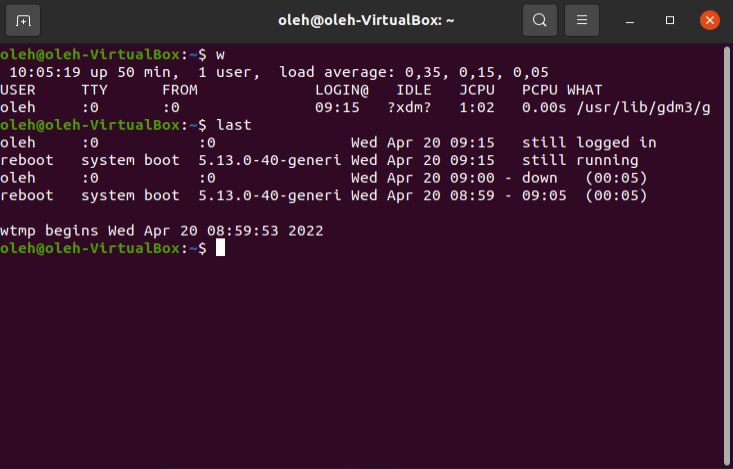 oleh@oleh-VirtualBox: ~
oleh@oleh-VirtualBox:~$ w
 10:05:19 up 50 min,  1 user,  load average: 0,35, 0,15, 0,05
USER     TTY      FROM             LOGIN@   IDLE   JCPU   PCPU WHAT
oleh     :0       :0               09:15   ?xdm?   1:02   0.00s /usr/lib/gdm3/g
oleh@oleh-VirtualBox:~$ last
oleh     :0           :0               Wed Apr 20 09:15   still logged in
reboot   system boot  5.13.0-40-generi Wed Apr 20 09:15   still running
oleh     :0           :0               Wed Apr 20 09:00 - down   (00:05)
reboot   system boot  5.13.0-40-generi Wed Apr 20 08:59 - 09:05  (00:05)
wtmp begins Wed Apr 20 08:59:53 2022
oleh@oleh-VirtualBox:~$